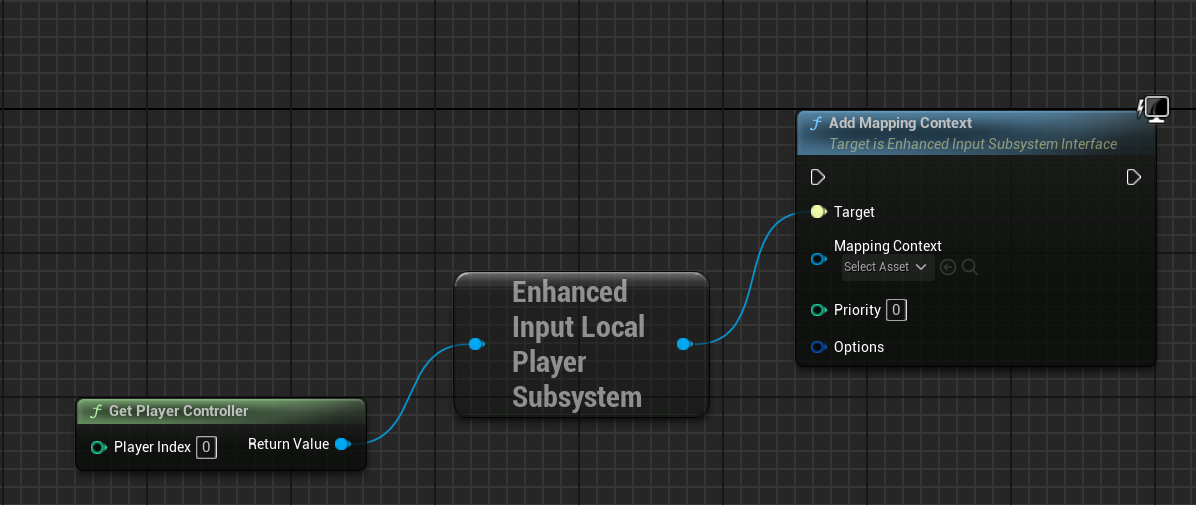 f Add Mapping Context
Target is Enhanced Input Subsystem Interface
Target
Mapping Context
Select Asset
Priority 0
Options
Enhanced
Input Local
Player
Subsystem
f Get Player Controller
Player Index 0 Return Value